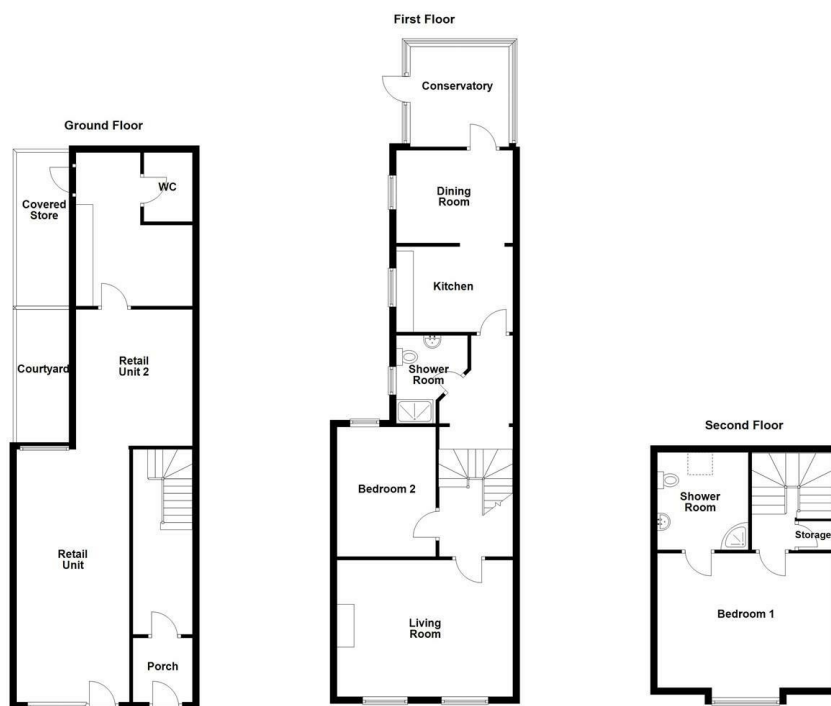 Ground Floor
WC
Covered
Store
Courtyard
Retail
Unit 2
Retail
Unit
Porch
First Floor
Conservatory
Dining
Room
Kitchen
Shower
Room
Bedroom 2
Living
Room
Second Floor
Shower
Room
Storage
Bedroom 1